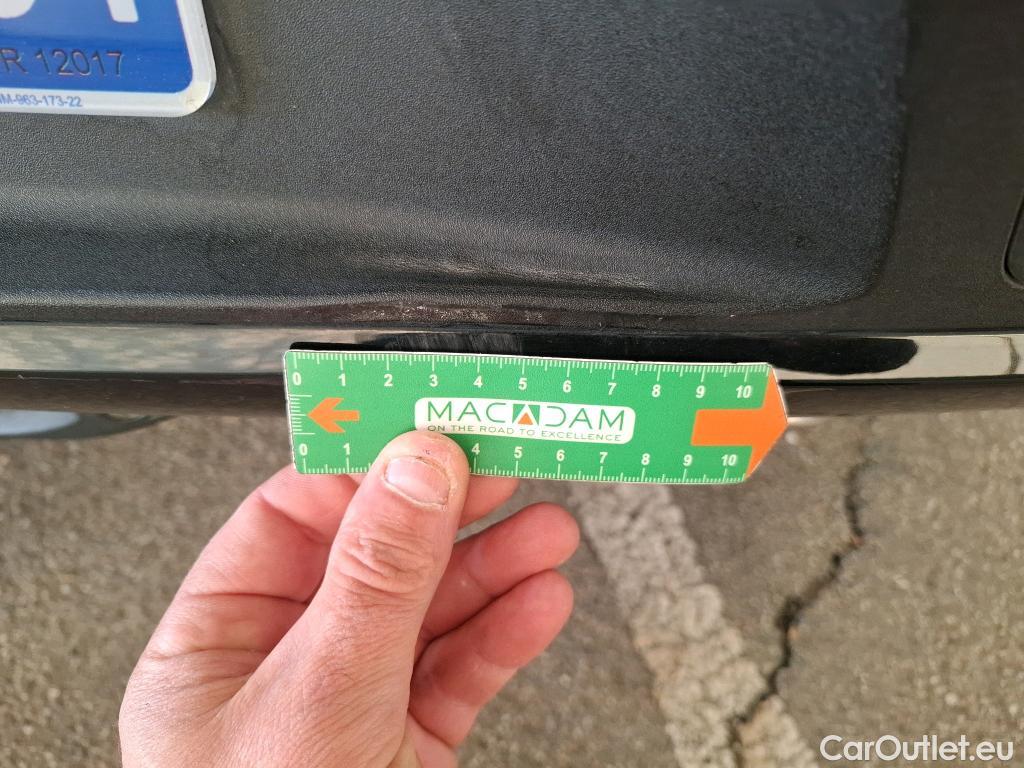 R 12017
M-963-173-22
0 1 2 3 4 5 6 7 8 9 10
MACADAM
ON THE ROAD TO EXCELLENCE
0 1 4 5 6 7 8 9 10
CarOutlet.eu